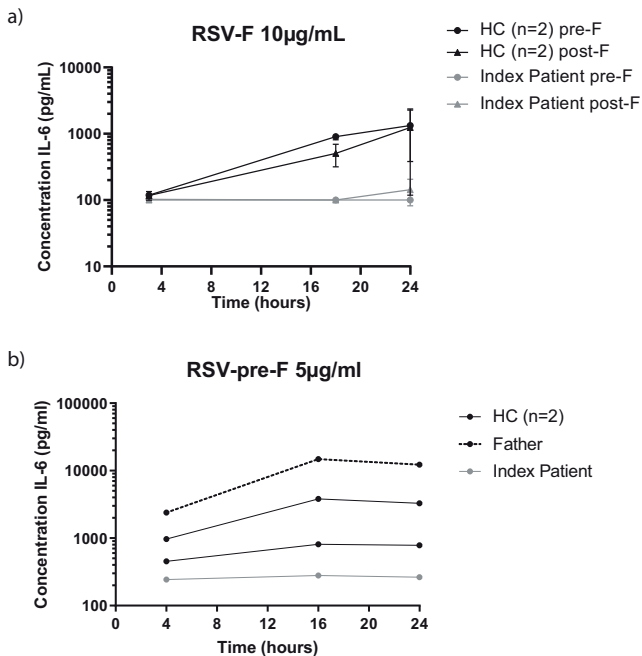 a)
RSV-F 10µg/mL
HC (n=2) pre-F
HC (n=2) post-F
Index Patient pre-F
Index Patient post-F
Concentration IL-6 (pg/mL)
10000
1000
100
10
0 4 8 12 16 20 24
Time (hours)
b)
RSV-pre-F 5µg/ml
HC (n=2)
Father
Index Patient
Concentration IL-6 (pg/ml)
100000
10000
1000
100
0 4 8 12 16 20 24
Time (hours)